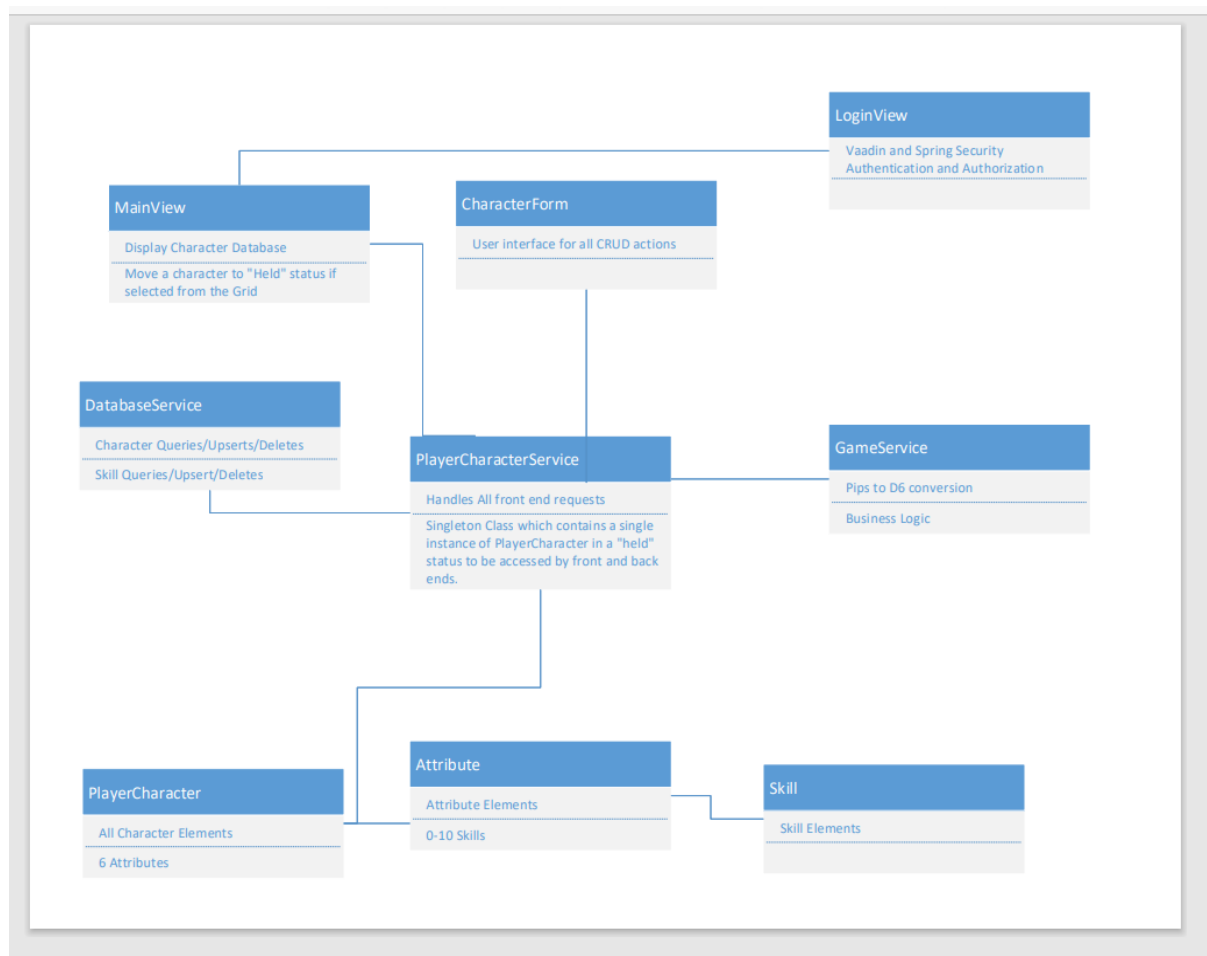 LoginView
Vaadin and Spring Security
Authentication and Authorization
MainView
Display Character Database
Move a character to "Held" status if
selected from the Grid
CharacterForm
User interface for all CRUD actions
DatabaseService
Character Queries/Upserts/Deletes
Skill Queries/Upsert/Deletes
PlayerCharacterService
Handles All front end requests
Singleton Class which contains a single
instance of PlayerCharacter in a "held"
status to be accessed by front and back
ends.
GameService
Pips to D6 conversion
Business Logic
PlayerCharacter
All Character Elements
6 Attributes
Attribute
Attribute Elements
0-10 Skills
Skill
Skill Elements